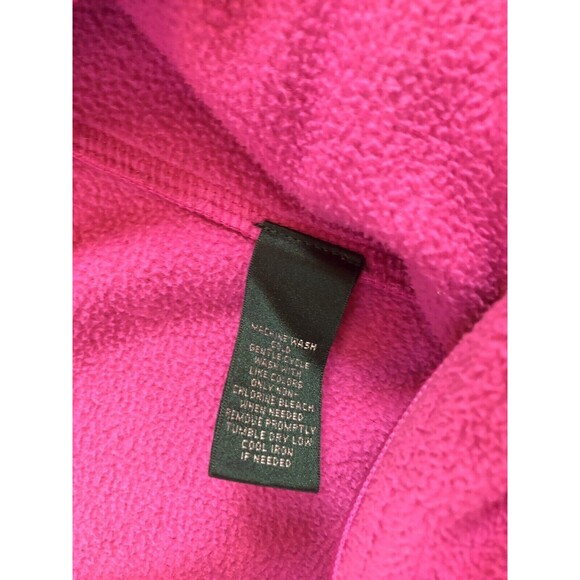 MACHINE WASH
COLD
GENTLE CYCLE
WASH WITH
LIKE COLORS
ONLY NON-
CHLORINE BLEACH
WHEN NEEDED
REMOVE PROMPTLY
TUMBLE DRY LOW
COOL IRON
IF NEEDED